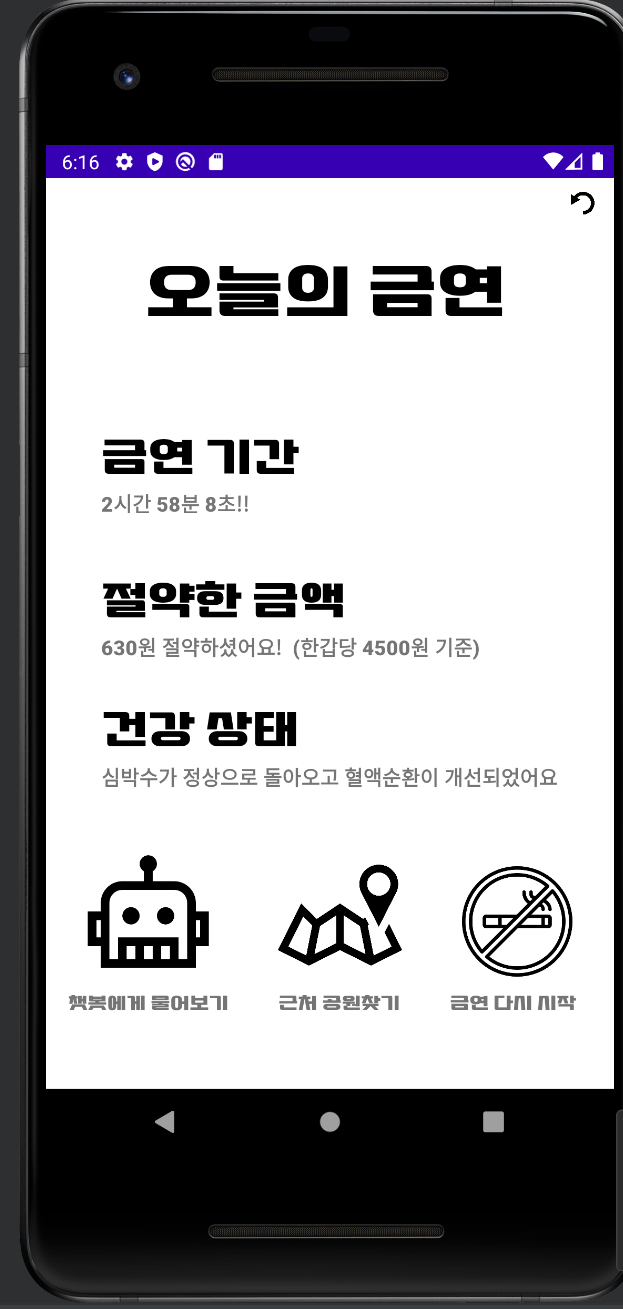 6:16
오늘의 금연
금연 기간
2시간 58분 8초!!
절약한 금액
630원 절약하셨어요! (한갑당 4500원 기준)
건강 상태
심박수가 정상으로 돌아오고 혈액순환이 개선되었어요
챗봇에게 물어보기
근처 공원찾기
금연 다시 시작